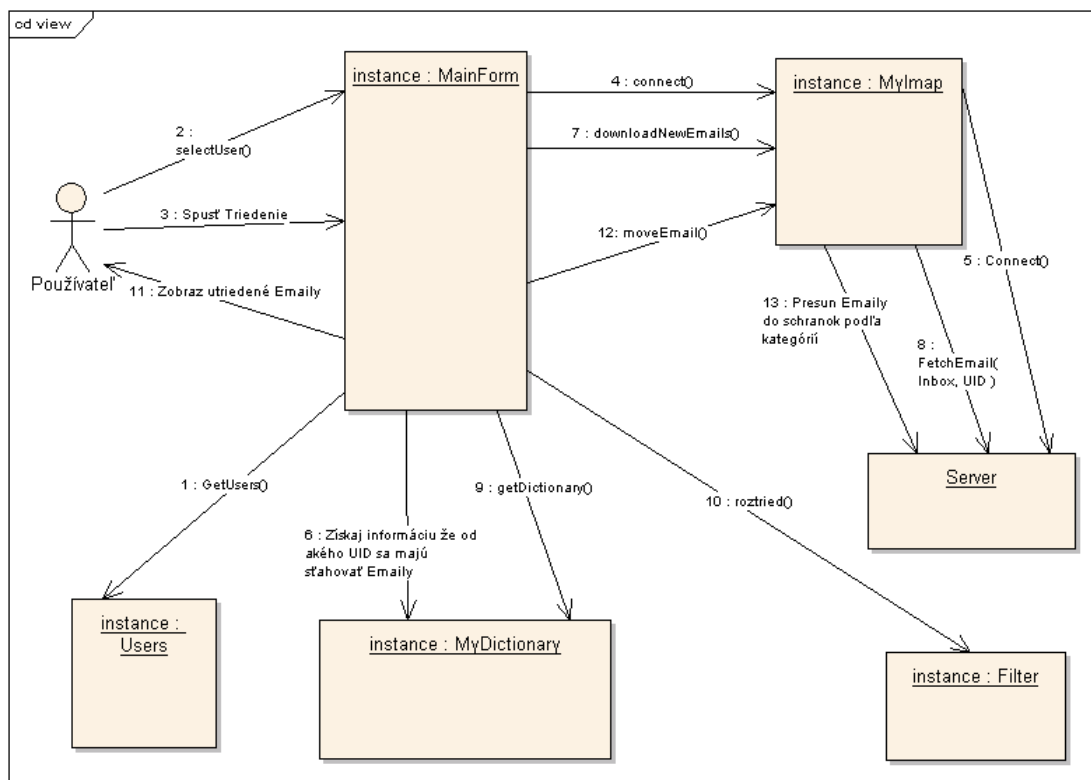 cd view
instance : MainForm
instance : MyImap
4 : connect()
7 : downloadNewEmails()
2 :
selectUser()
3 : Spusť Triedenie
12: moveEmail()
Používateľ
11 : Zobraz utriedené Emaily
5 : Connect()
13 : Presun Emaily
do schranok podľa
kategórií
8 :
FetchEmail(
Inbox, UID )
Server
1 : GetUsers()
9 : getDictionary()
10 : roztried()
6 : Získaj informáciu že od
akého UID sa majú
sťahovať Emaily
instance :
Users
instance : MyDictionary
instance : Filter